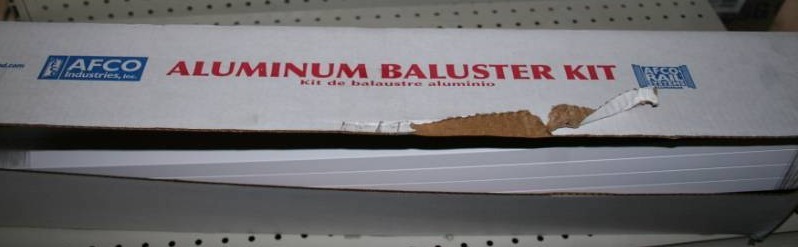 AFCO
Industries, Inc.
ALUMINUM BALUSTER KIT
Kit de balaustre aluminio
AFCO
RAIL